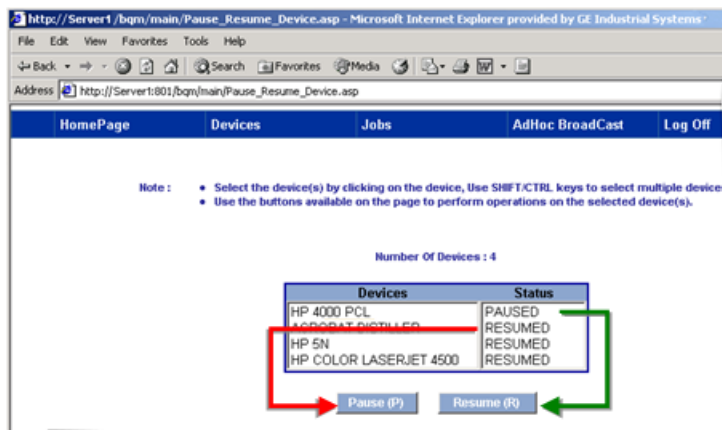 http://Server1 /bqm/main/Pause_Resume_Device.asp - Microsoft Internet Explorer provided by GE Industrial Systems
File Edit View Favorites Tools Help
Back Search Favorites Media
Address http://Server1:801/bqm/main/Pause_Resume_Device.asp
HomePage Devices Jobs AdHoc BroadCast Log Off
Note : • Select the device(s) by clicking on the device, Use SHIFT/CTRL keys to select multiple device
• Use the buttons available on the page to perform operations on the selected device(s).
Number Of Devices : 4
Devices Status
HP 4000 PCL PAUSED
ACROBAT DISTILLER RESUMED
HP 5N RESUMED
HP COLOR LASERJET 4500 RESUMED
Pause (P) Resume (R)